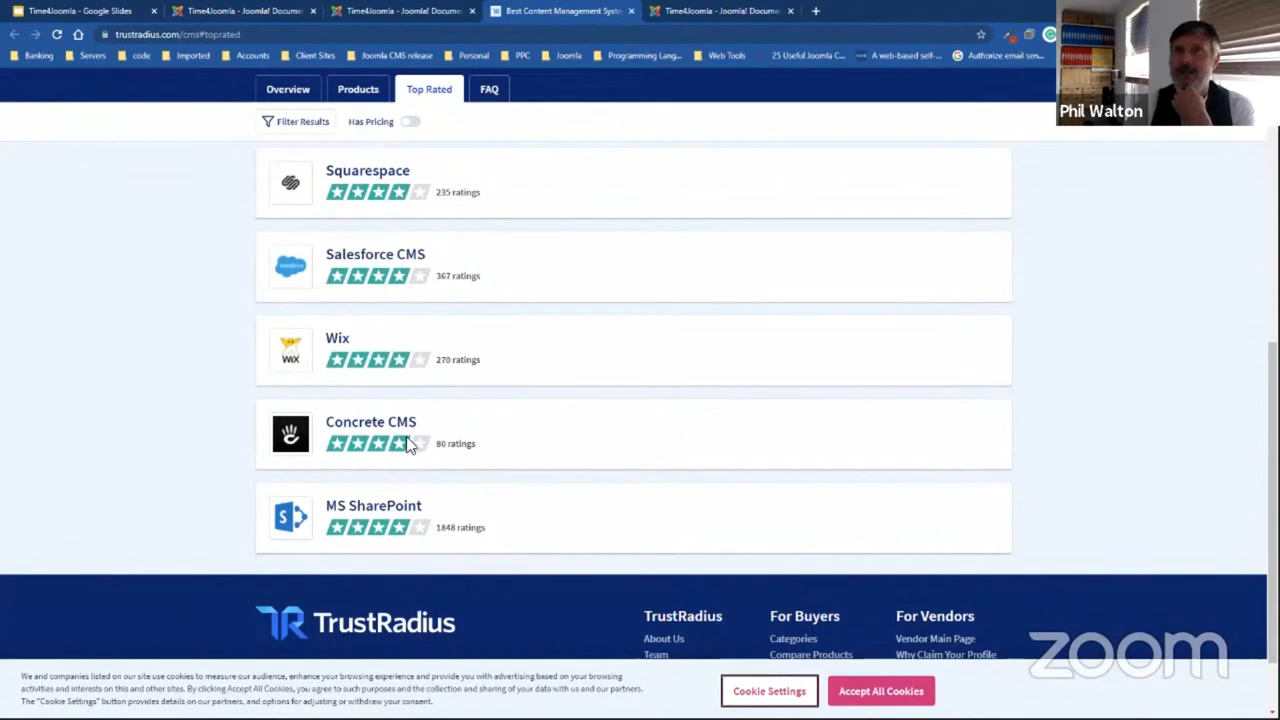 Time4Joomla - Google Slides
Time4Joomla - Joomla! Docume
Time4Joomla - Joomla! Docume
Best Content Management Syste
Time4Joomla - Joomla! Docume
trustradius.com/cms#toprated
Banking
Servers
code
Imported
Accounts
Client Sites
Joomla CMS release
Personal
PPC
Joomla
Programming Lang...
Web Tools
25 Useful Joomla C...
A web-based self-...
Authorize email sen...
Overview
Products
Top Rated
FAQ
Phil Walton
Filter Results
Has Pricing
Squarespace
235 ratings
Salesforce CMS
367 ratings
Wix
WIX
270 ratings
Concrete CMS
80 ratings
MS SharePoint
S
1848 ratings
TR TrustRadius
TrustRadius
For Buyers
For Vendors
About Us
Categories
Vendor Main Page
Team
Compare Products
Why Claim Your Profile
zoom
We and companies listed on our site use cookies to measure our audience, enhance your browsing experience and provide you with advertising based on your browsing
activities and interests on this and other sites. By clicking Accept All Cookies, you agree to such purposes and the collection and sharing of your data with us and our partners.
The "Cookie Settings" button provides details on our partners, and options for adjusting or withdraw your consent.
Cookie Settings
Accept All Cookies